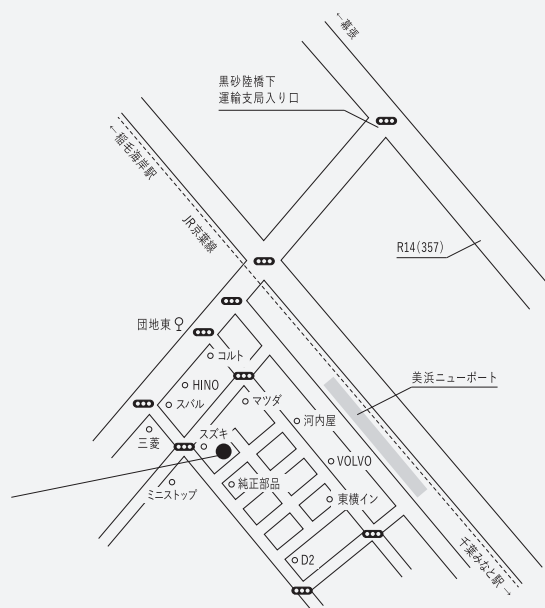 ←幕張
黒砂陸橋下
運輸支局入り口
←稲毛海岸駅
JR京葉線
R14(357)
団地東
コルト
HINO
スバル
マツダ
美浜ニューポート
三菱
スズキ
河内屋
VOLVO
ミニストップ
純正部品
東横イン
D2
千葉みなと駅→